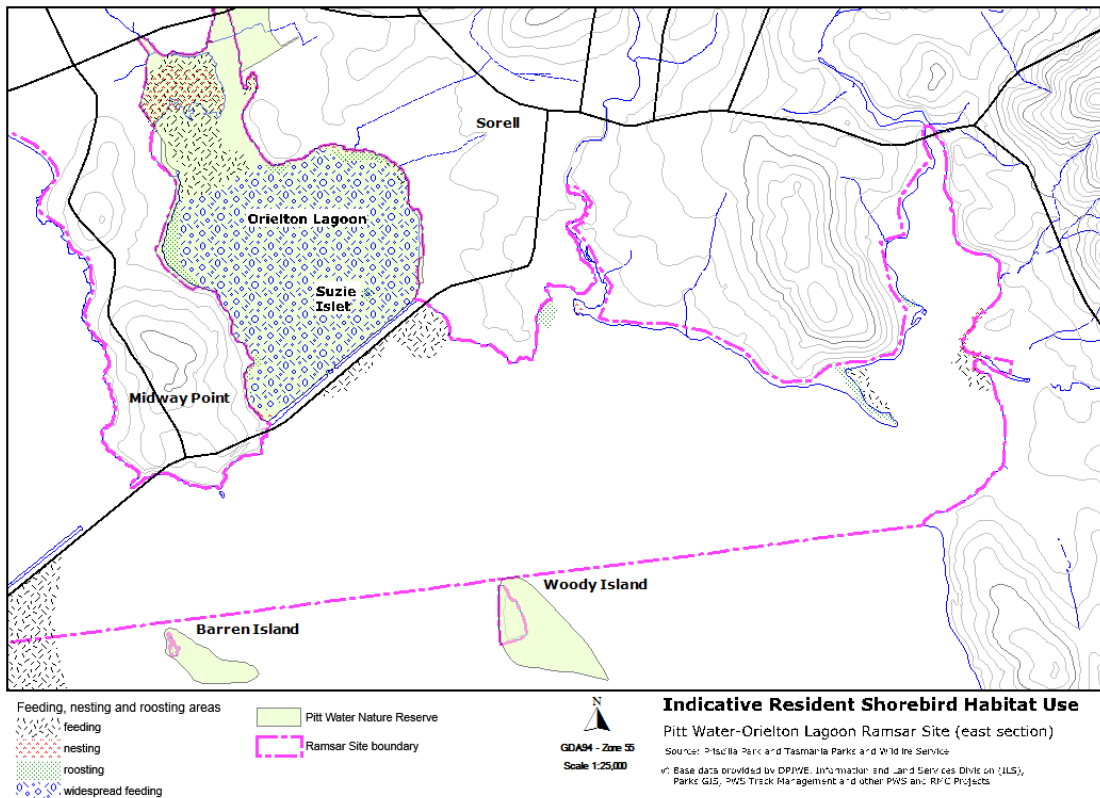 Sorell
Orielton Lagoon
Suzie
Islet
Midway Point
Woody Island
Barren Island
Feeding, nesting and roosting areas
feeding
nesting
roosting
widespread feeding
Pitt Water Nature Reserve
Ramsar Site boundary
N
GDA94 - Zone 55
Scale 1:25,000
Indicative Resident Shorebird Habitat Use
Pitt Water-Orielton Lagoon Ramsar Site (east section)
Source: Priscilla Park and Tasmania Parks and Wildlife Service
Base data provided by DPIWE, Information and Land Services Division (ILS),
Parks GIS, PWS Track Management and other PWS and RMC Projects